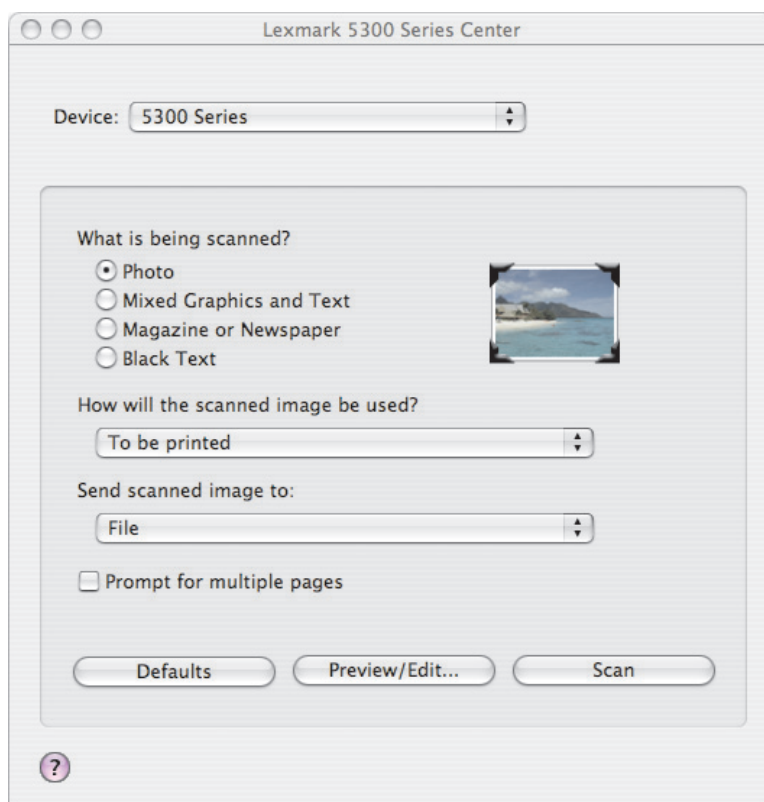 Lexmark 5300 Series Center
Device: 5300 Series
What is being scanned?
Photo
Mixed Graphics and Text
Magazine or Newspaper
Black Text
How will the scanned image be used?
To be printed
Send scanned image to:
File
Prompt for multiple pages
Defaults Preview/Edit... Scan
?